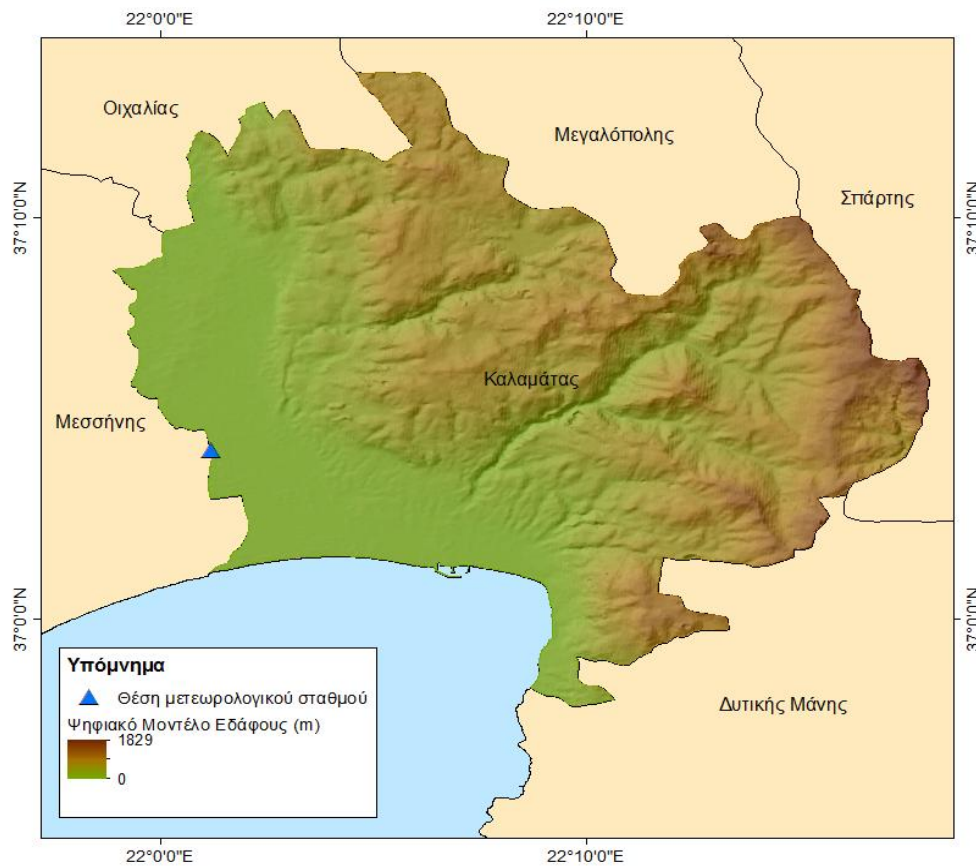 22°0'0"E
22°10'0"E
Οιχαλίας
Μεγαλόπολης
Σπάρτης
37°10'0"N
37°10'0"N
Καλαμάτας
Μεσσήνης
37°0'0"N
37°0'0"N
Υπόμνημα
Θέση μετεωρολογικού σταθμού
Ψηφιακό Μοντέλο Εδάφους (m)
1829
0
Δυτικής Μάνης
22°0'0"E
22°10'0"E